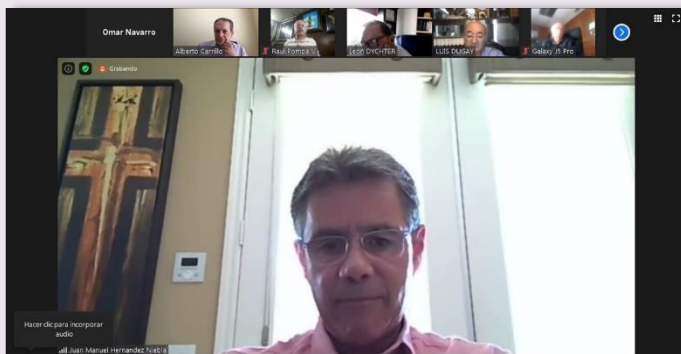 Omar Navarro
Alberto Carrillo
Raul Pompa V.
Leon DYCHTER
LUIS DUGAY
Galaxy J5 Pro
Grabando
Hacer clic para incorporar
audio
Juan Manuel Hernandez Niebla